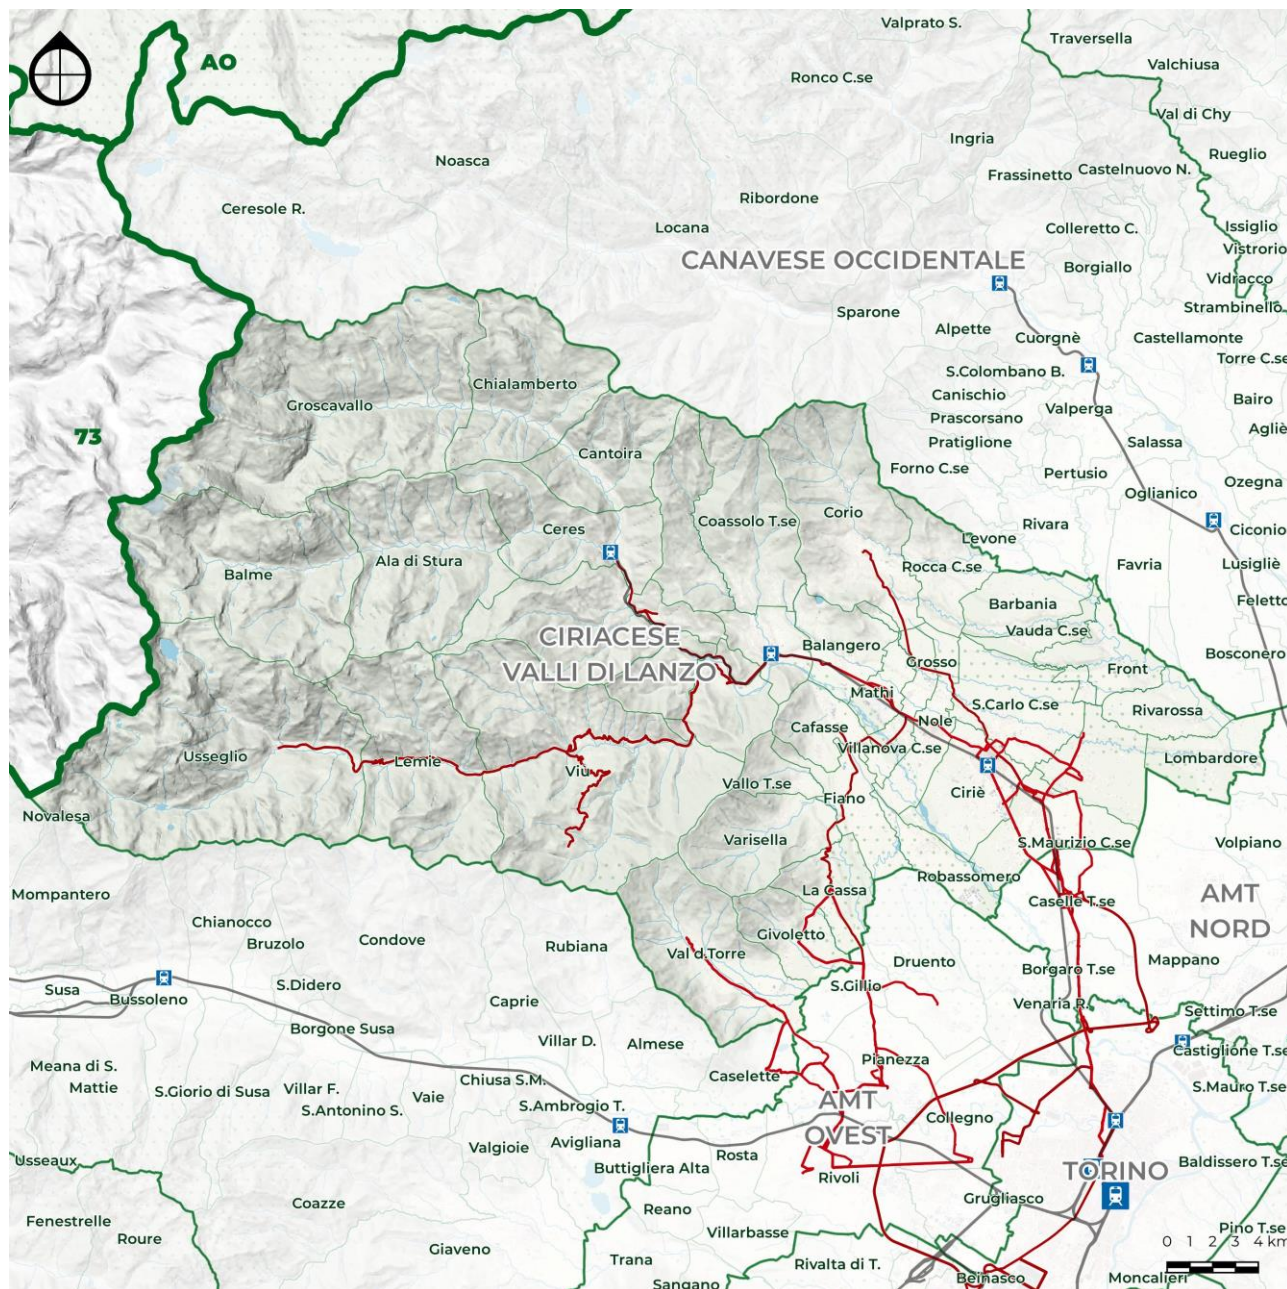 Valprato S.
Traversella
AO
Valchiusa
Ronco C.se
Val di Chy
Ingria
Rueglio
Noasca
Frassinetto
Castelnuovo N.
Ribordone
Ceresole R.
Locana
Colleretto C.
Issiglio
Vistrorio
CANAVESE OCCIDENTALE
Borgiallo
Vidracco
Sparone
Strambinello
Alpette
Cuorgnè
Castellamonte
Torre C.se
S.Colombano B.
Chialamberto
Canischio
Bairo
Groscavallo
Prascorsano
Valperga
Agliè
73
Pratiglione
Salassa
Cantoira
Forno C.se
Pertusio
Ozegna
Oglianico
Corio
Coassolo T.se
Ceres
Rivara
Ciconio
Levone
Ala di Stura
Rocca C.se
Favria
Lusigliè
Balme
Feletto
Barbania
CIRIACESE
VALLI DI LANZO
Vauda C.se
Balangero
Bosconero
Grosso
Front
Mathi
S.Carlo C.se
Rivarossa
Nole
Cafasse
Villanova C.se
Usseglio
Lemie
Viù
Lombardore
Vallo T.se
Ciriè
Fiano
Novalesa
Varisella
S.Maurizio C.se
Volpiano
Robassomero
Mompantero
La Cassa
AMT
NORD
Caselle T.se
Chianocco
Givoletto
Bruzolo
Condove
Rubiana
Val d.Torre
Druento
Mappano
Borgaro T.se
Susa
S.Didero
S.Gillio
Bussoleno
Caprie
Venaria R.
Settimo T.se
Borgone Susa
Villar D.
Almese
Castiglione T.se
Meana di S.
Pianezza
Mattie
S.Giorio di Susa
Villar F.
Chiusa S.M.
Caselette
S.Mauro T.se
Vaie
S.Antonino S.
S.Ambrogio T.
AMT
OVEST
Collegno
Valgioie
Avigliana
Rosta
Usseaux
Buttigliera Alta
Rivoli
TORINO
Baldissero T.se
Coazze
Grugliasco
Reano
Fenestrelle
Roure
Villarbasse
Pino T.se
Giaveno
0 1 2 3 4 km
Trana
Rivalta di T.
Sangano
Beinasco
Moncalieri